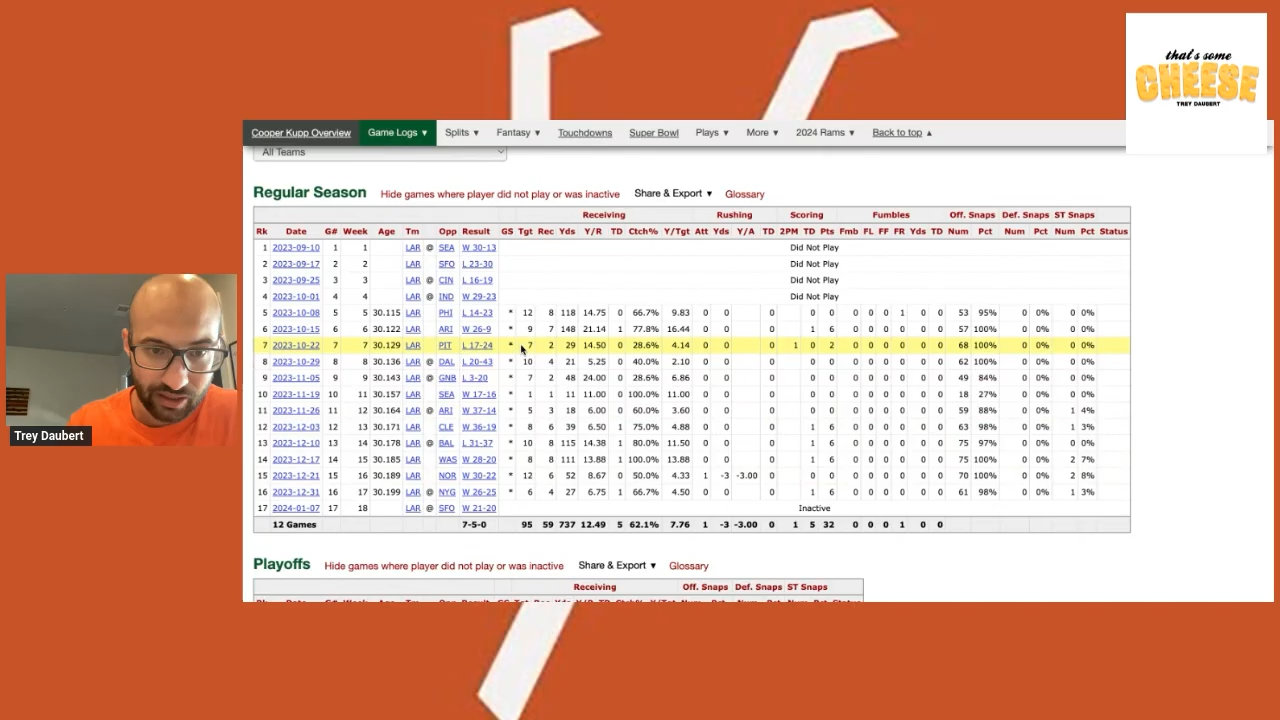 that's some
CHEESE
TREY DAUBERT
Cooper Kupp Overview Game Logs ▼ Splits ▼ Fantasy ▼ Touchdowns Super Bowl Plays ▼ More ▼ 2024 Rams ▼ Back to top ▲
All Teams
Regular Season Hide games where player did not play or was inactive Share & Export ▼ Glossary
Receiving Rushing Scoring Fumbles Off. Snaps Def. Snaps ST Snaps
Rk Date G# Week Age Tm Opp Result GS Tgt Rec Yds Y/R TD Ctch% Y/Tgt Att Yds Y/A TD 2PM TD Pts Fmb FL FF FR Yds TD Num Pct Num Pct Num Pct Status
1 2023-09-10 1 1 LAR @ SEA W 30-13 Did Not Play
2 2023-09-17 2 2 LAR SFO L 23-30 Did Not Play
3 2023-09-25 3 3 LAR @ CIN L 16-19 Did Not Play
4 2023-10-01 4 4 LAR @ IND W 29-23 Did Not Play
5 2023-10-08 5 5 30.115 LAR PHI L 14-23 * 12 8 118 14.75 0 66.7% 9.83 0 0 0 0 0 0 0 0 1 0 0 53 95% 0 0% 0 0%
6 2023-10-15 6 6 30.122 LAR ARI W 26-9 * 9 7 148 21.14 1 77.8% 16.44 0 0 0 1 6 0 0 0 0 0 0 57 100% 0 0% 0 0%
7 2023-10-22 7 7 30.129 LAR PIT L 17-24 * 7 2 29 14.50 0 28.6% 4.14 0 0 0 1 0 2 0 0 0 0 0 0 68 100% 0 0% 0 0%
8 2023-10-29 8 8 30.136 LAR @ DAL L 20-43 * 10 4 21 5.25 0 40.0% 2.10 0 0 0 0 0 0 0 0 0 0 0 62 100% 0 0% 0 0%
9 2023-11-05 9 9 30.143 LAR @ GNB L 3-20 * 7 2 48 24.00 0 28.6% 6.86 0 0 0 0 0 0 0 0 0 0 0 49 84% 0 0% 0 0%
10 2023-11-19 10 11 30.157 LAR SEA W 17-16 * 1 1 11 11.00 0 100.0% 11.00 0 0 0 0 0 0 0 0 0 0 0 18 27% 0 0% 0 0%
11 2023-11-26 11 12 30.164 LAR @ ARI W 37-14 * 5 3 18 6.00 0 60.0% 3.60 0 0 0 0 0 0 0 0 0 0 0 59 88% 0 0% 1 4%
12 2023-12-03 12 13 30.171 LAR CLE W 36-19 * 8 6 39 6.50 1 75.0% 4.88 0 0 0 1 6 0 0 0 0 0 0 63 98% 0 0% 1 3%
13 2023-12-10 13 14 30.178 LAR @ BAL L 31-37 * 10 8 115 14.38 1 80.0% 11.50 0 0 0 1 6 0 0 0 0 0 0 75 97% 0 0% 0 0%
14 2023-12-17 14 15 30.185 LAR WAS W 28-20 * 8 8 111 13.88 1 100.0% 13.88 0 0 0 1 6 0 0 0 0 0 0 75 100% 0 0% 2 7%
15 2023-12-21 15 16 30.189 LAR NOR W 30-22 * 12 6 52 8.67 0 50.0% 4.33 1 -3 -3.00 0 0 0 0 0 0 0 0 0 70 100% 0 0% 2 8%
16 2023-12-31 16 17 30.199 LAR @ NYG W 26-25 * 6 4 27 6.75 1 66.7% 4.50 0 0 0 1 6 0 0 0 0 0 0 61 98% 0 0% 1 3%
17 2024-01-07 17 18 LAR @ SFO W 21-20 Inactive
12 Games 7-5-0 95 59 737 12.49 5 62.1% 7.76 1 -3 -3.00 0 1 5 32 0 0 0 1 0 0
Playoffs Hide games where player did not play or was inactive Share & Export ▼ Glossary
Receiving Off. Snaps Def. Snaps ST Snaps
Trey Daubert